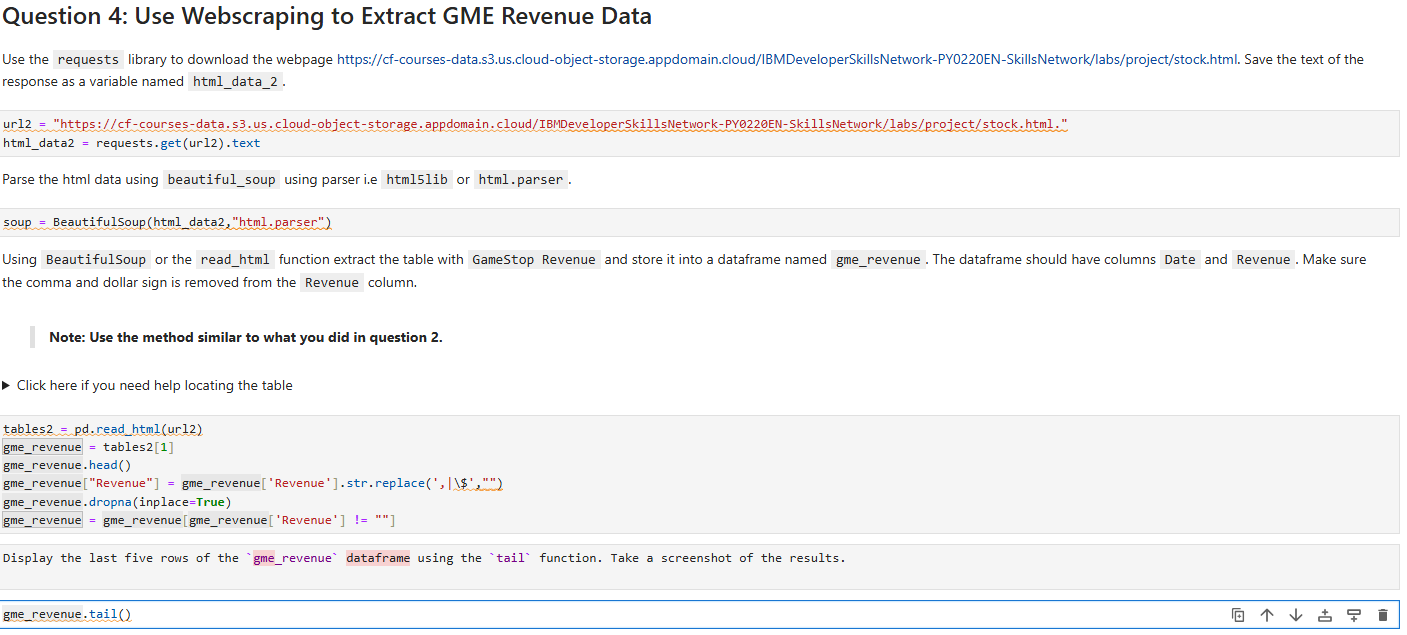 Question 4: Use Webscraping to Extract GME Revenue Data
Use the requests library to download the webpage https://cf-courses-data.s3.us.cloud-object-storage.appdomain.cloud/IBMDeveloperSkillsNetwork-PY0220EN-SkillsNetwork/labs/project/stock.html. Save the text of the
response as a variable named html_data_2.
url2 = "https://cf-courses-data.s3.us.cloud-object-storage.appdomain.cloud/IBMDeveloperSkillsNetwork-PY0220EN-SkillsNetwork/labs/project/stock.html."
html_data2 = requests.get(url2).text
Parse the html data using beautiful_soup using parser i.e html5lib or html.parser.
soup = BeautifulSoup(html_data2,"html.parser")
Using BeautifulSoup or the read_html function extract the table with GameStop Revenue and store it into a dataframe named gme_revenue. The dataframe should have columns Date and Revenue. Make sure
the comma and dollar sign is removed from the Revenue column.
Note: Use the method similar to what you did in question 2.
Click here if you need help locating the table
tables2 = pd.read_html(url2)
gme_revenue = tables2[1]
gme_revenue.head()
gme_revenue["Revenue"] = gme_revenue['Revenue'].str.replace(',|\$',"")
gme_revenue.dropna(inplace=True)
gme_revenue = gme_revenue[gme_revenue['Revenue'] != ""]
Display the last five rows of the `gme_revenue` dataframe using the `tail` function. Take a screenshot of the results.
gme_revenue.tail()